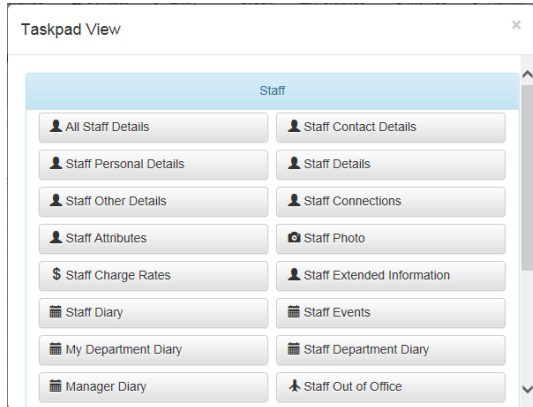 Taskpad View
×
Staff
All Staff Details
Staff Contact Details
Staff Personal Details
Staff Details
Staff Other Details
Staff Connections
Staff Attributes
Staff Photo
$ Staff Charge Rates
Staff Extended Information
Staff Diary
Staff Events
My Department Diary
Staff Department Diary
Manager Diary
Staff Out of Office